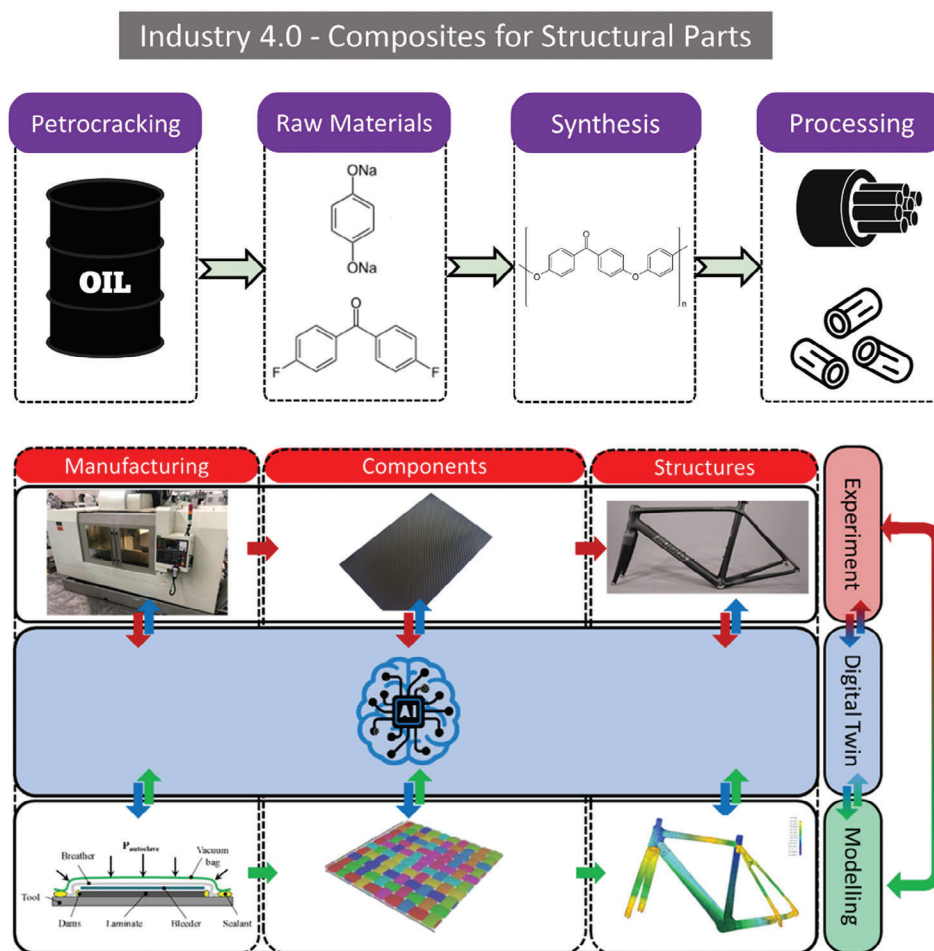 Industry 4.0 - Composites for Structural Parts
Petrocracking
Raw Materials
Synthesis
Processing
OIL
ONa
ONa
O
F
F
O
O
O
n
Manufacturing
Components
Structures
Experiment
AI
Digital Twin
Modelling
P autoclave
Breather
Vacuum
bag
Tool
Dams
Laminate
Bleeder
Sealant